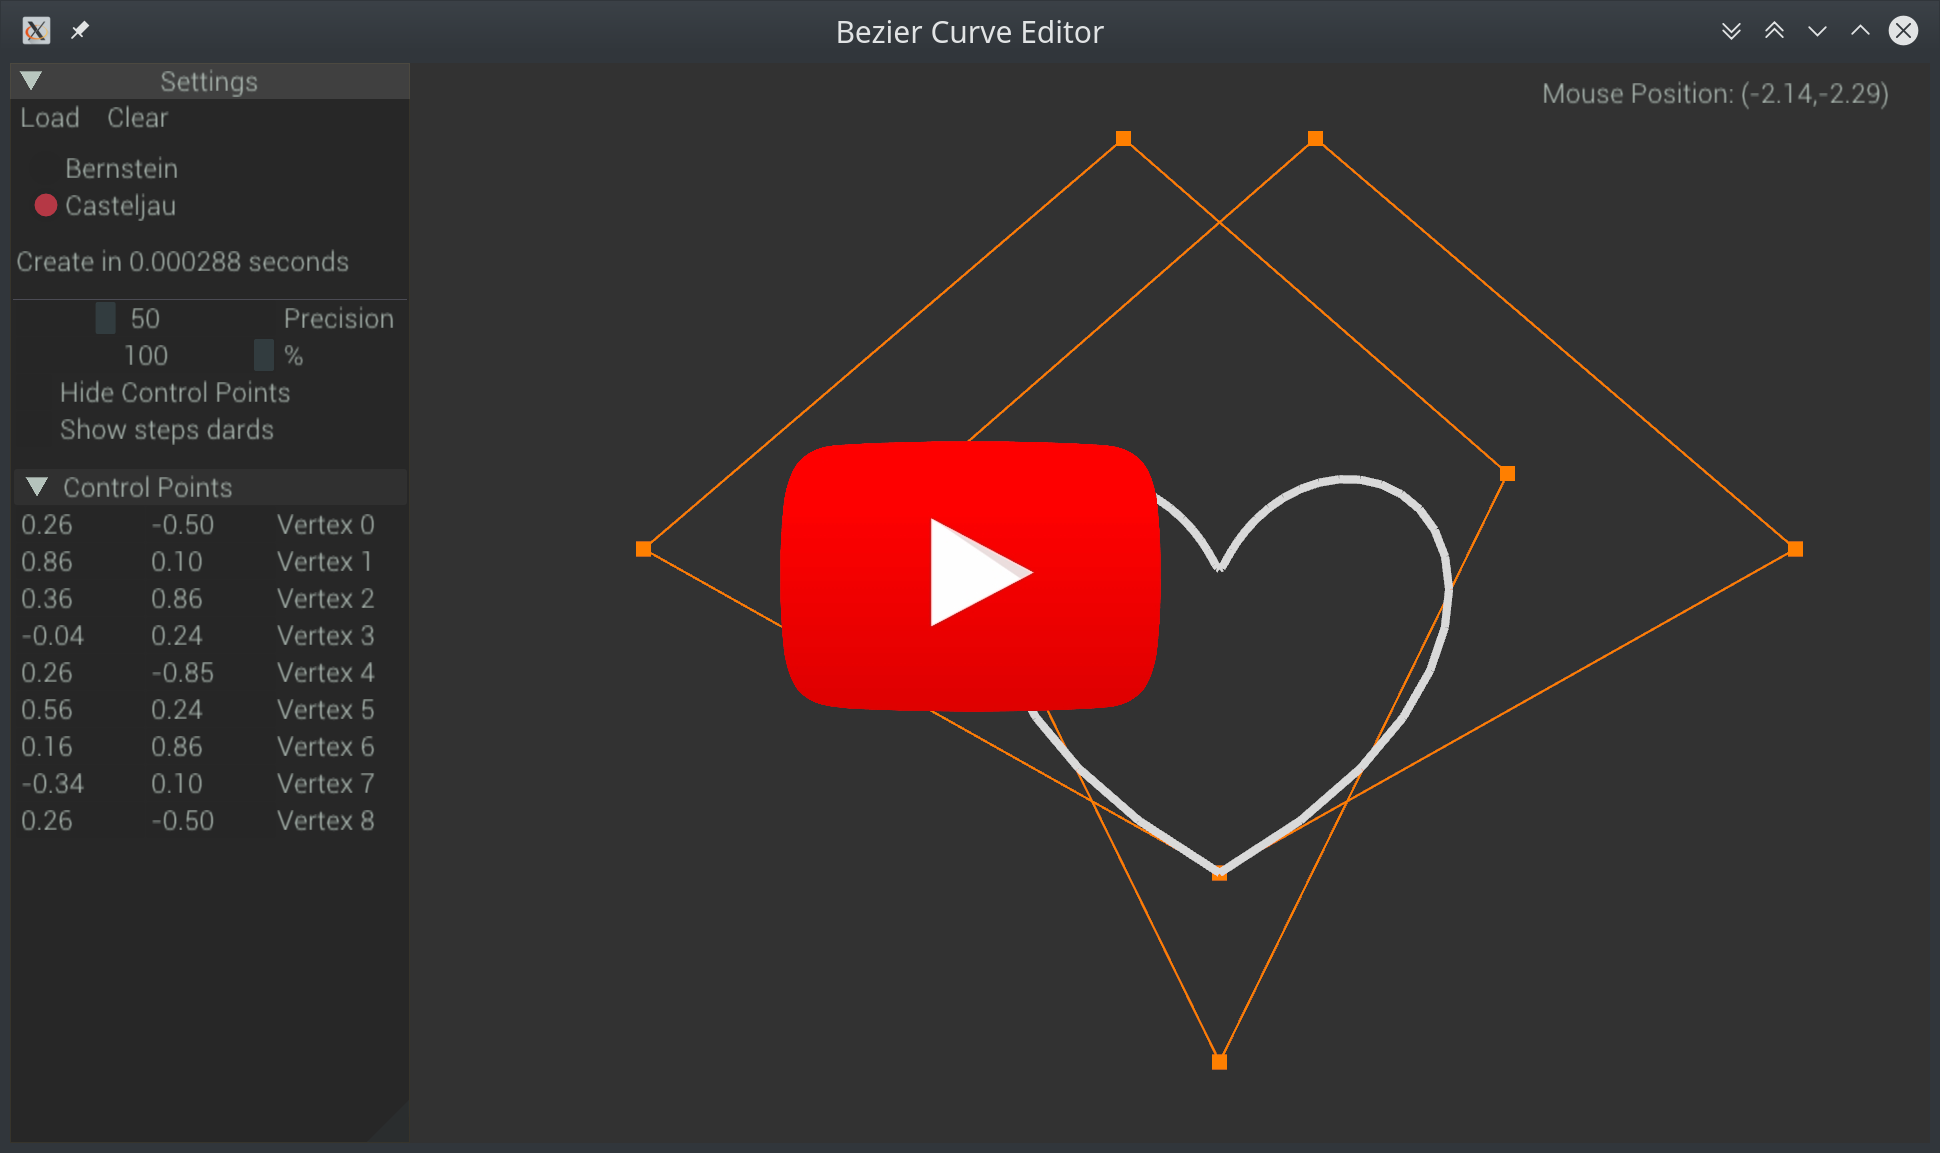 Bezier Curve Editor
Settings
Mouse Position: (-2.14,-2.29)
Load Clear
Bernstein
Casteljau
Create in 0.000288 seconds
50 Precision
100 %
Hide Control Points
Show steps dards
Control Points
0.26 -0.50 Vertex 0
0.86 0.10 Vertex 1
0.36 0.86 Vertex 2
-0.04 0.24 Vertex 3
0.26 -0.85 Vertex 4
0.56 0.24 Vertex 5
0.16 0.86 Vertex 6
-0.34 0.10 Vertex 7
0.26 -0.50 Vertex 8